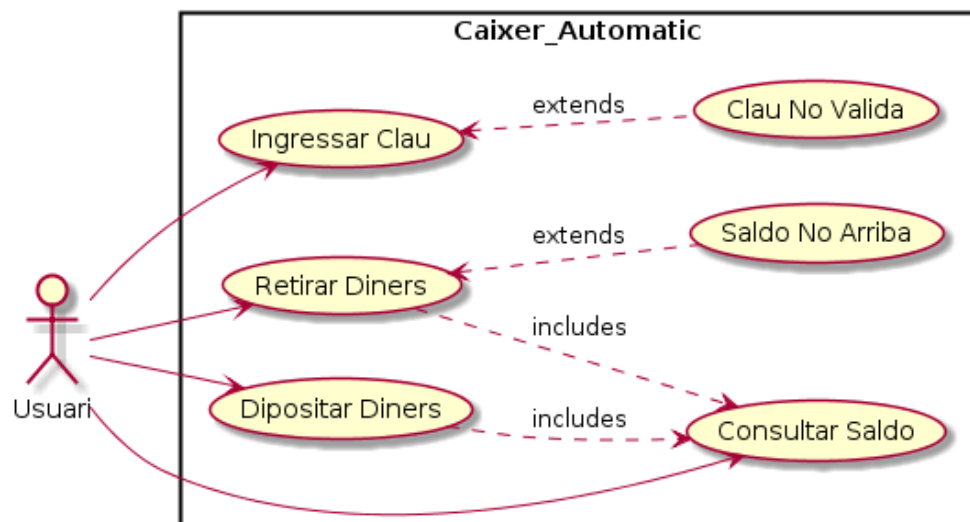 Caixer_Automatic
extends
Clau No Valida
Ingressar Clau
extends
Saldo No Arriba
Retirar Diners
includes
Usuari
Dipositar Diners
includes
Consultar Saldo